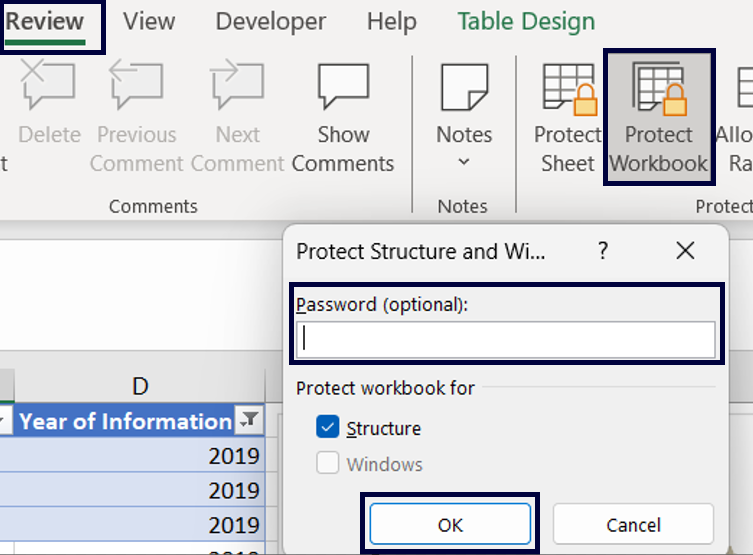 Review View Developer Help Table Design
Delete Previous Next Show Notes Protect Protect Allo
t Comment Comment Comments Sheet Workbook Ra
Comments Notes Protect
Protect Structure and Wi... ?
Password (optional):
Protect workbook for
D
Year of Information
Structure
2019
Windows
2019
2019
OK Cancel
2019